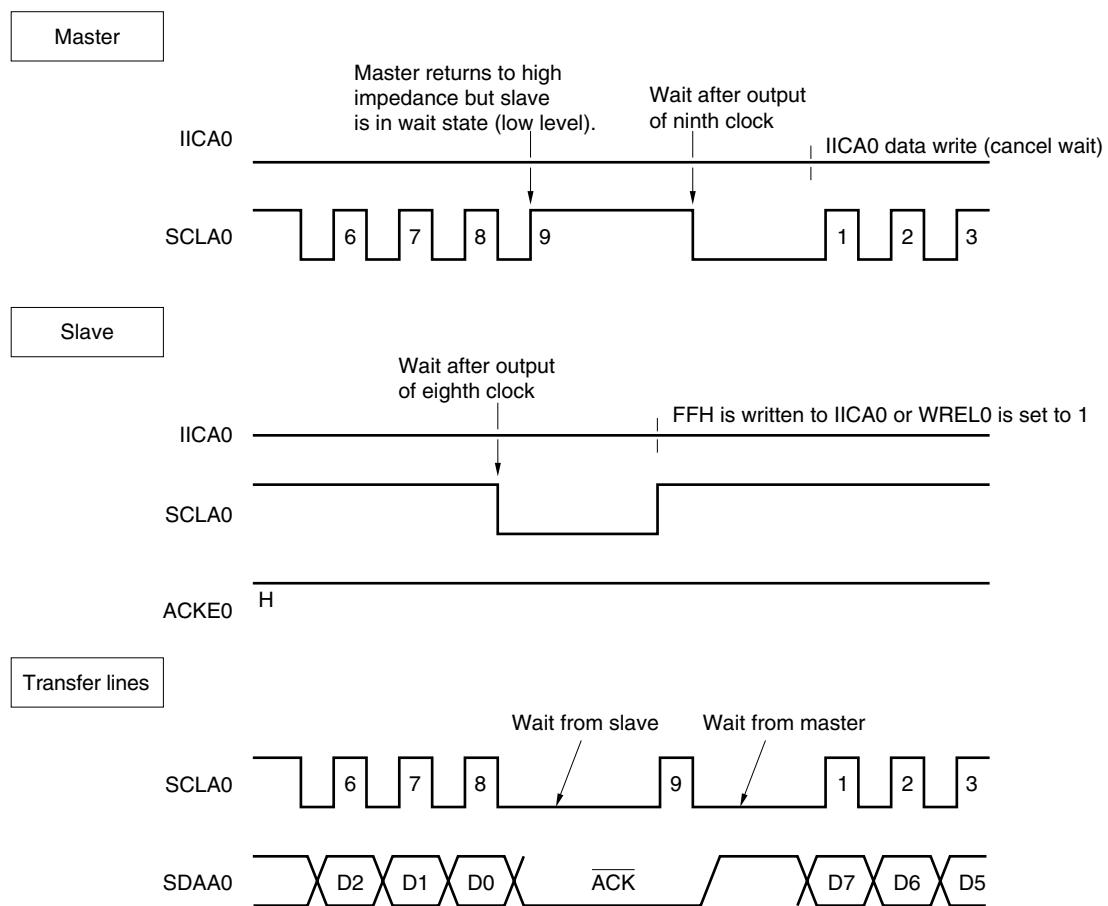 Master
Master returns to high
impedance but slave
is in wait state (low level).
Wait after output
of ninth clock
IICA0
IICA0 data write (cancel wait)
SCLA0
6 7 8 9 1 2 3
Slave
Wait after output
of eighth clock
FFH is written to IICA0 or WREL0 is set to 1
IICA0
SCLA0
H
ACKE0
Transfer lines
Wait from slave Wait from master
SCLA0
6 7 8 9 1 2 3
SDAA0 D2 D1 D0 A̅C̅K̅ D7 D6 D5